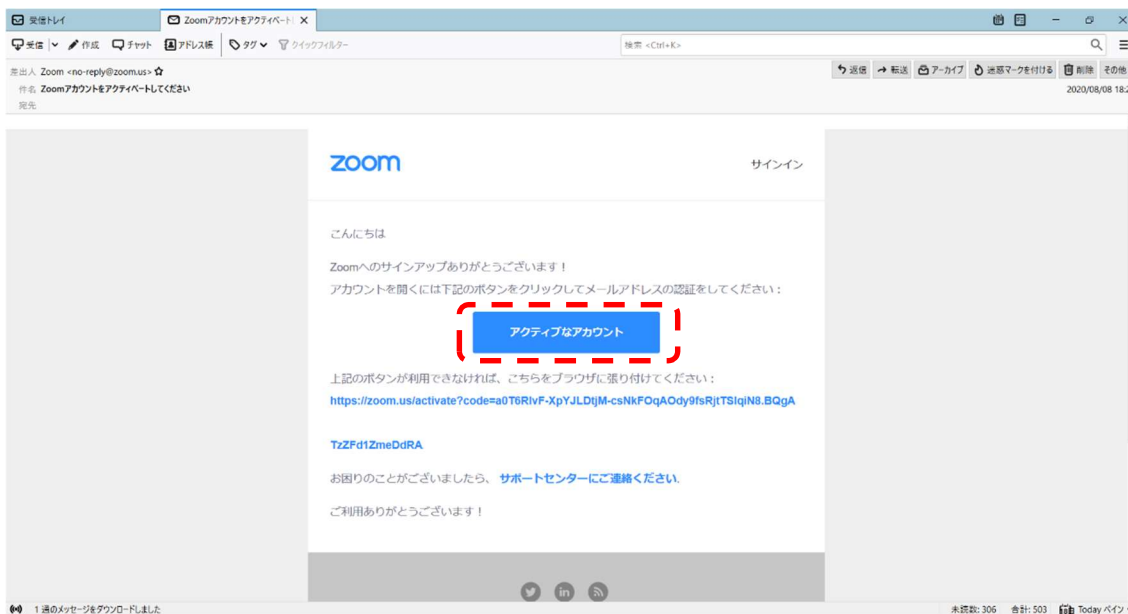 受信トレイ
Zoomアカウントをアクティベート
受信 作成 チャット アドレス帳 タグ クイックフィルター
検索 <Ctrl+K>
差出人 Zoom <no-reply@zoom.us>
返信 転送 アーカイブ 迷惑マークを付ける 削除 その他
件名 Zoomアカウントをアクティベートしてください
2020/08/08 18:2
宛先
zoom
サインイン
こんにちは
Zoomへのサインアップありがとうございます！
アカウントを開くには下記のボタンをクリックしてメールアドレスの認証をしてください：
アクティブなアカウント
上記のボタンが利用できなければ、こちらをブラウザに張り付けてください：
https://zoom.us/activate?code=a0T6RlvF-XpYJLDtjM-csNkFOqAOdy9fsRjtTSlqiN8.BQgA
TzZFd1ZmeDdRA
お困りのことがございましたら、 サポートセンターにご連絡ください.
ご利用ありがとうございます！
in
1 通のメッセージをダウンロードしました
未読数: 306 合計: 503 Today ペイン